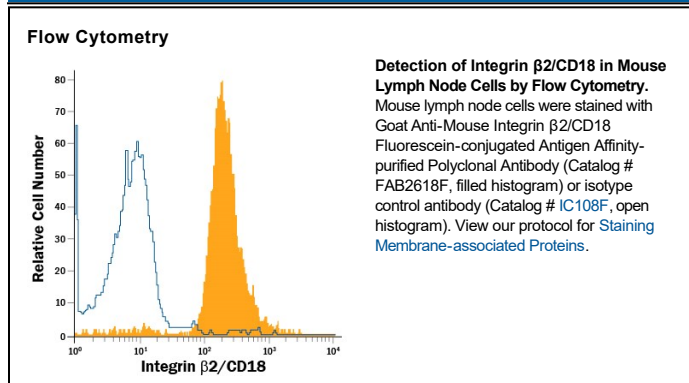 Flow Cytometry
80
70
60
50
40
30
20
10
0
Relative Cell Number
10⁰
10¹
10²
10³
10⁴
Integrin β2/CD18
Detection of Integrin β2/CD18 in Mouse
Lymph Node Cells by Flow Cytometry.
Mouse lymph node cells were stained with
Goat Anti-Mouse Integrin β2/CD18
Fluorescein-conjugated Antigen Affinity-
purified Polyclonal Antibody (Catalog #
FAB2618F, filled histogram) or isotype
control antibody (Catalog # IC108F, open
histogram). View our protocol for Staining
Membrane-associated Proteins.